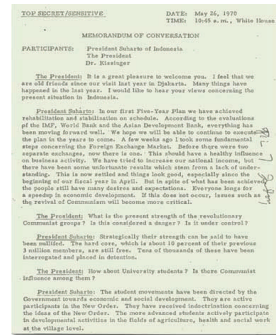 TOP SECRET/SENSITIVE
DATE: May 26, 1970
TIME: 10:45 a.m., White House
MEMORANDUM OF CONVERSATION
PARTICIPANTS: President Suharto of Indonesia
The President
Dr. Kissinger
The President: It is a great pleasure to welcome you. I feel that we
are old friends since our visit last year in Djakarta. Many things have
happened in the last year. I would like to hear your views concerning the
present situation in Indonesia.
President Suharto: In our first Five-Year Plan we have achieved
rehabilitation and stabilization on schedule. According to the evaluations
of the IMF, World Bank and the Asian Development Bank, everything has
been moving forward well. We hope we will be able to continue to execute
the plan in the years to come. A few weeks ago I took some fundamental
steps concerning the Foreign Exchange Market. Before there were two
separate exchanges, now there is one. This should have a healthy influence
on business activity. We have tried to increase our national income, but
there have been some unfortunate results which stem from a lack of under-
standing. This is now settled and things look good, especially since the
beginning of our fiscal year in April. But in spite of what has been achieved
the people still have many desires and expectations. Everyone longs for
a speedup in economic development. If this does not occur, issues such as
the revival of Communism will become more critical.
The President: What is the present strength of the revolutionary
Communist groups? Is this considered a danger? Is it under control?
President Suharto: Strategically their strength can be said to have
been nullified. The hard core, which is about 10 percent of their previous
3 million members, are still free. Tens of thousands of these have been
interrogated and placed in detention.
The President: How about University students? Is there Communist
influence among them?
President Suharto: The student movements have been directed by the
Government towards economic and social development. They are active
participants in the New Order. They have received indoctrination concerning
the ideas of the New Order. The more advanced students actively participate
in developmental activities in the fields of agriculture, health and social work
at the village level.